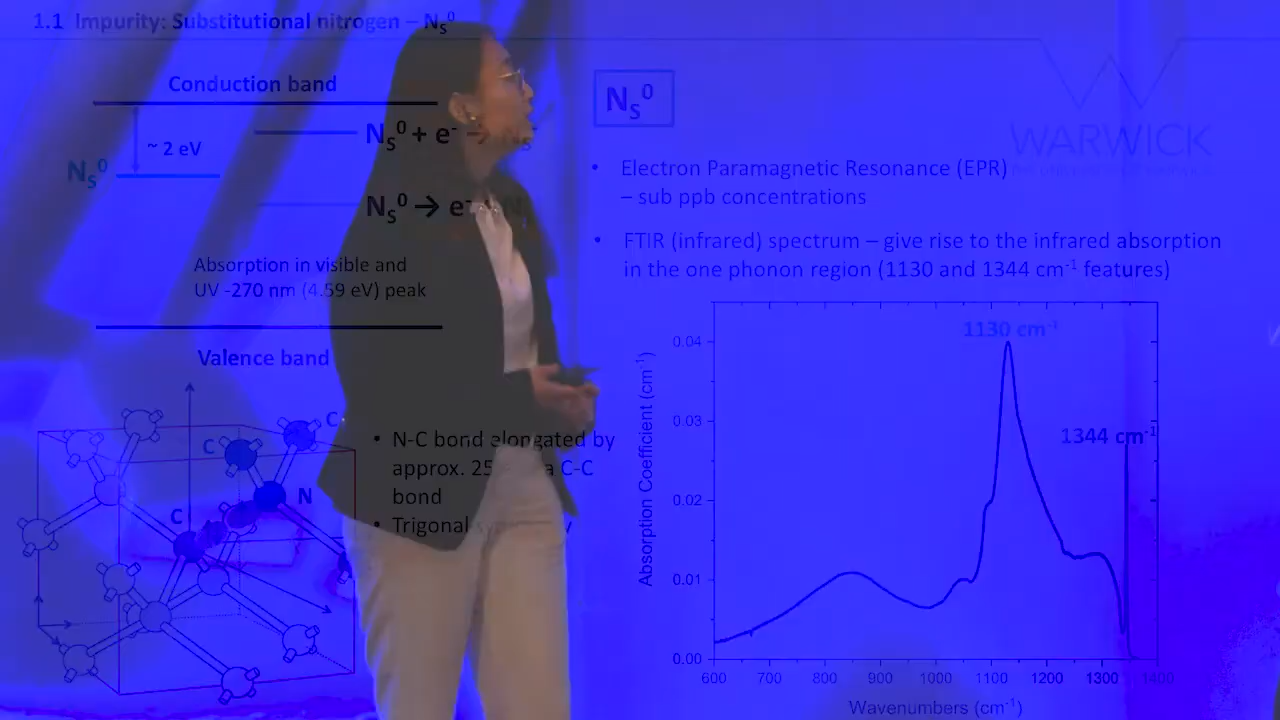 1.1 Impurity: Substitutional nitrogen – Nₛ⁰
Conduction band
~ 2 eV
Nₛ⁰
Nₛ⁰ + e⁻ →
Nₛ⁰ → e⁻
Absorption in visible and
UV -270 nm (4.59 eV) peak
Valence band
C
C
N
C
• N-C bond elongated by
approx. 25 a C-C
bond
• Trigonal
Nₛ⁰
• Electron Paramagnetic Resonance (EPR)
– sub ppb concentrations
• FTIR (infrared) spectrum – give rise to the infrared absorption
in the one phonon region (1130 and 1344 cm⁻¹ features)
WARWICK
1130 cm⁻¹
1344 cm⁻¹
Absorption Coefficient (cm⁻¹)
0.04
0.03
0.02
0.01
0.00
600 700 800 900 1000 1100 1200 1300 1400
Wavenumbers (cm⁻¹)